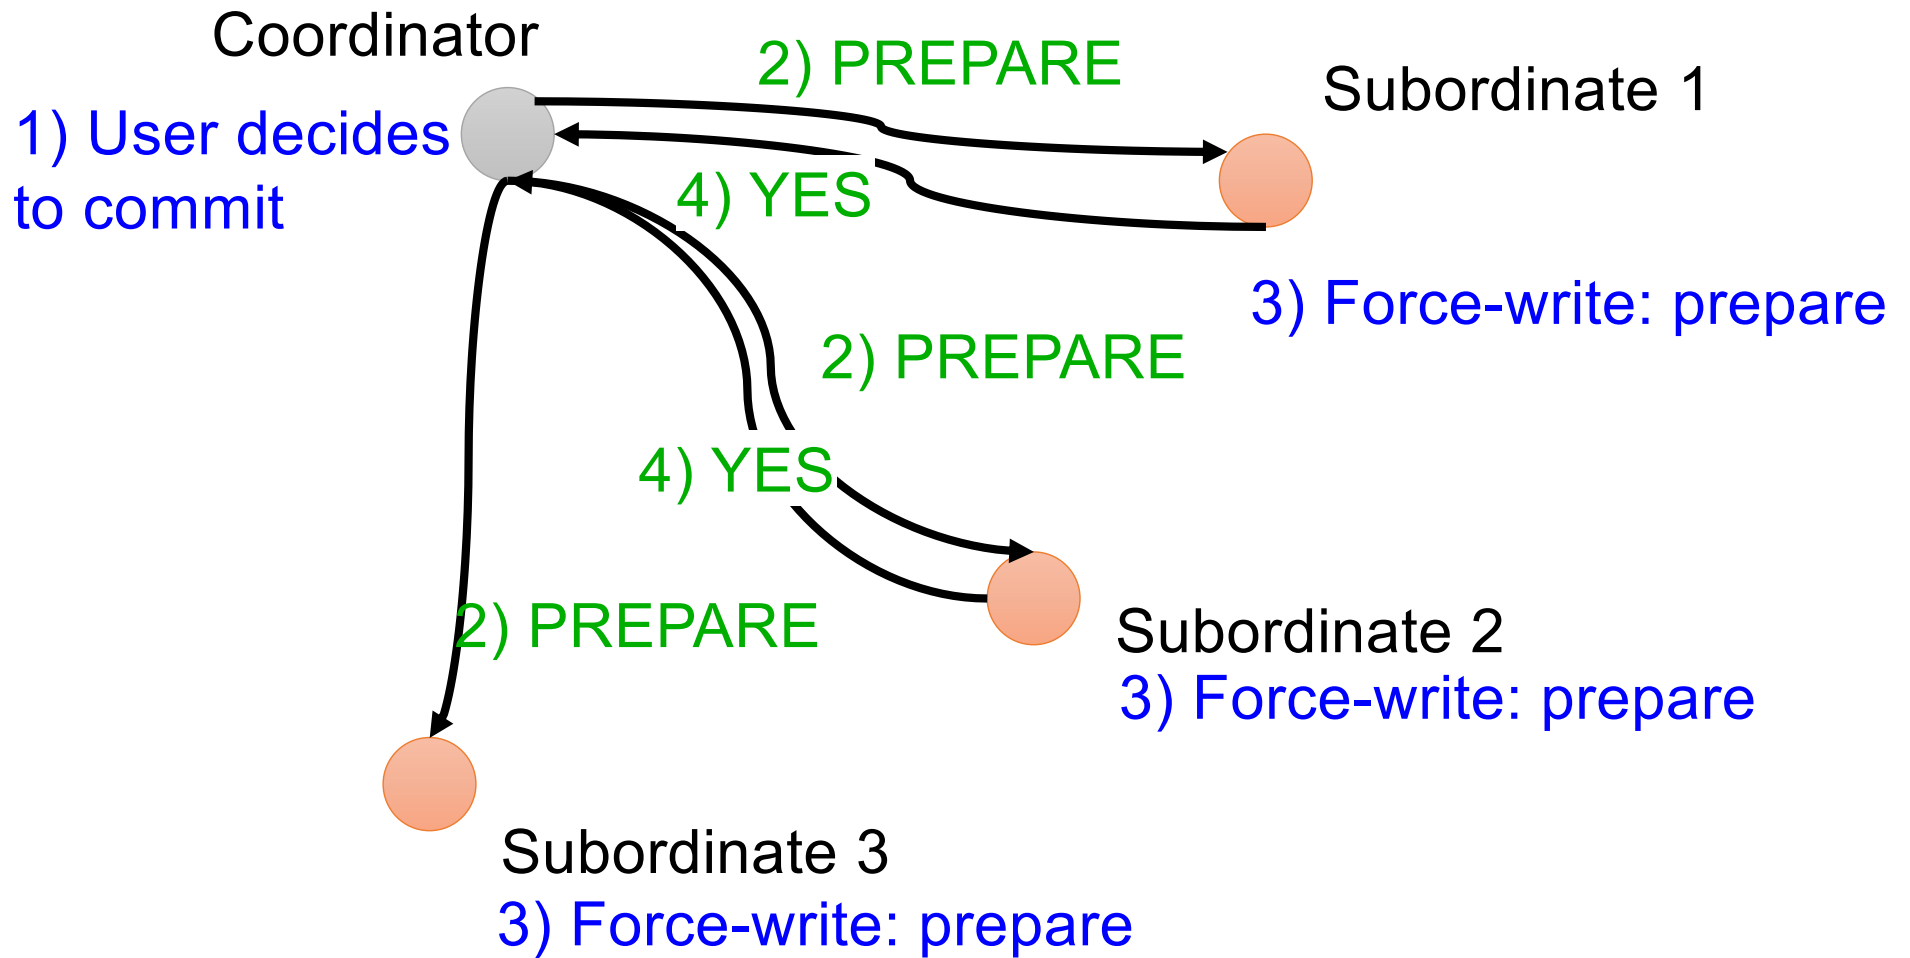 Coordinator
2) PREPARE
Subordinate 1
1) User decides
to commit
4) YES
3) Force-write: prepare
2) PREPARE
4) YES
2) PREPARE
Subordinate 2
3) Force-write: prepare
Subordinate 3
3) Force-write: prepare